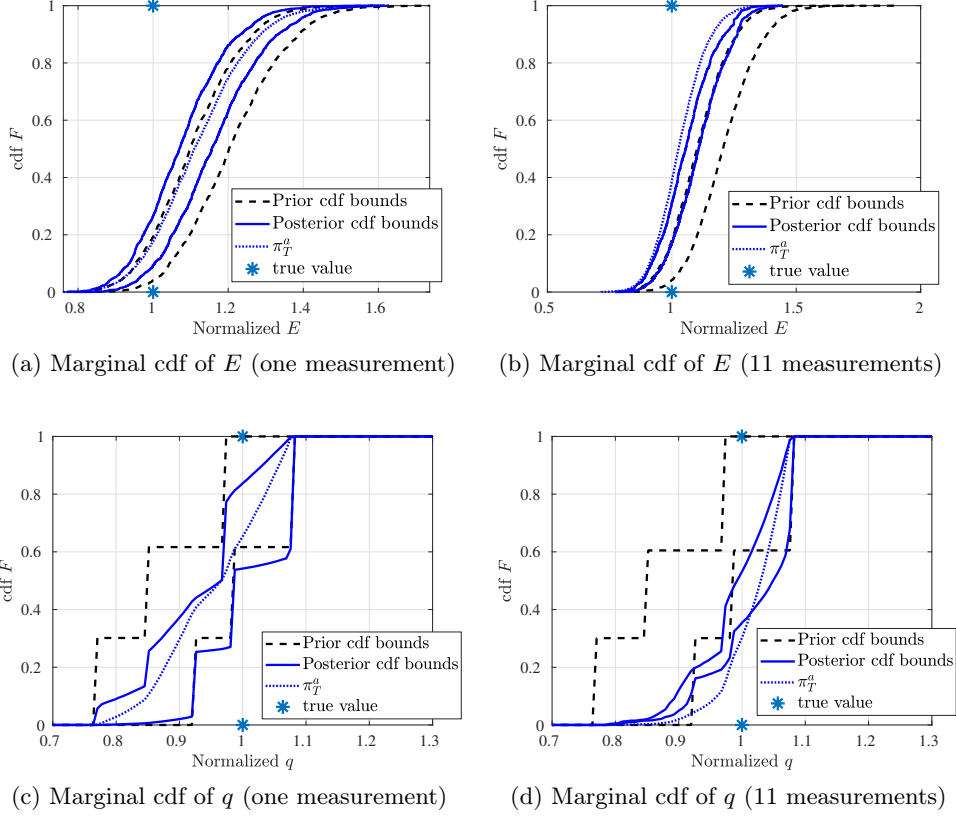 1
0.8
0.6
0.4
0.2
0
cdf F
0.8
1
1.2
1.4
1.6
Normalized E
Prior cdf bounds
Posterior cdf bounds
π_T^a
true value
(a) Marginal cdf of E (one measurement)
1
0.8
0.6
0.4
0.2
0
cdf F
0.5
1
1.5
2
Normalized E
Prior cdf bounds
Posterior cdf bounds
π_T^a
true value
(b) Marginal cdf of E (11 measurements)
1
0.8
0.6
0.4
0.2
0
cdf F
0.7
0.8
0.9
1
1.1
1.2
1.3
Normalized q
Prior cdf bounds
Posterior cdf bounds
π_T^a
true value
(c) Marginal cdf of q (one measurement)
1
0.8
0.6
0.4
0.2
0
cdf F
0.7
0.8
0.9
1
1.1
1.2
1.3
Normalized q
Prior cdf bounds
Posterior cdf bounds
π_T^a
true value
(d) Marginal cdf of q (11 measurements)